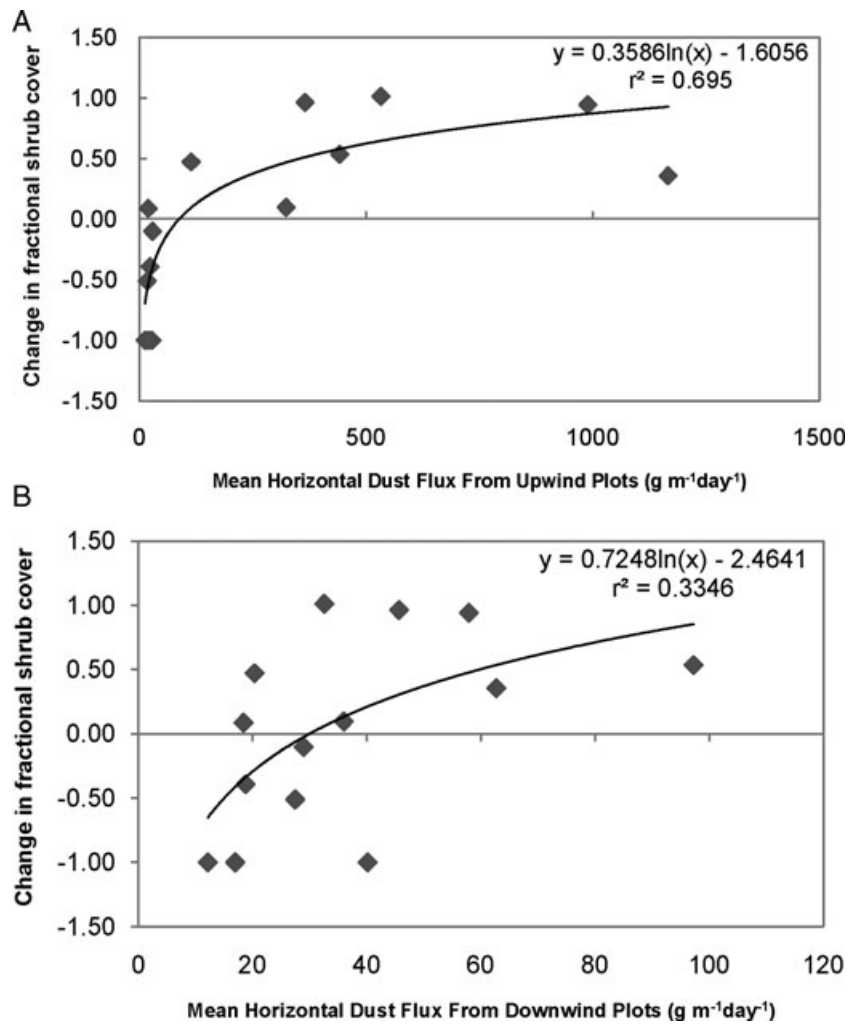 A
1.50
1.00
0.50
0.00
-0.50
-1.00
-1.50
Change in fractional shrub cover
y = 0.3586ln(x) - 1.6056
r² = 0.695
0 500 1000 1500
Mean Horizontal Dust Flux From Upwind Plots (g m⁻¹day⁻¹)
B
1.50
1.00
0.50
0.00
-0.50
-1.00
-1.50
Change in fractional shrub cover
y = 0.7248ln(x) - 2.4641
r² = 0.3346
0 20 40 60 80 100 120
Mean Horizontal Dust Flux From Downwind Plots (g m⁻¹day⁻¹)